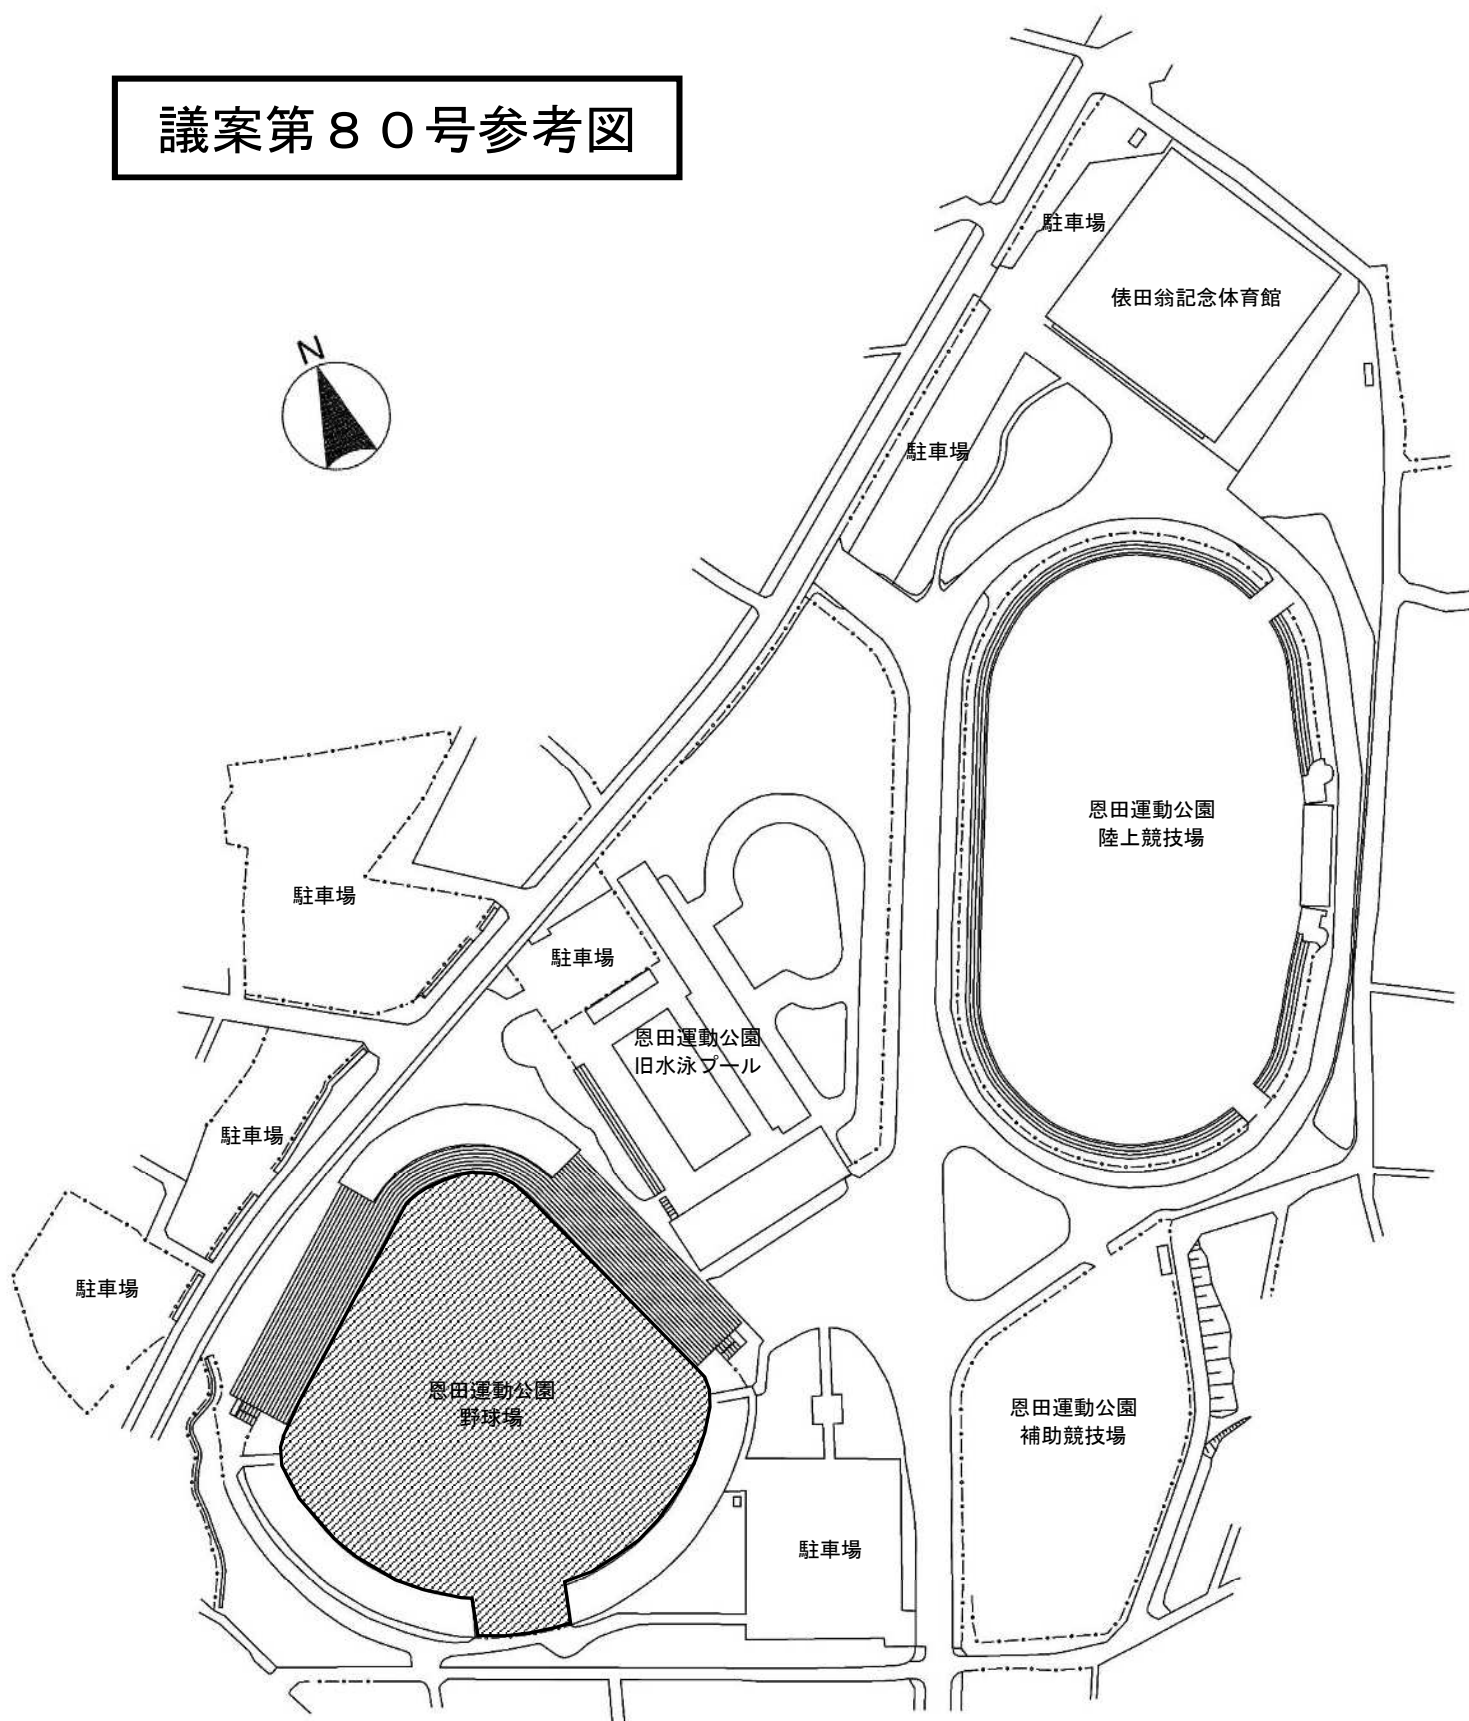 議案第８０号参考図
駐車場
俵田翁記念体育館
N
駐車場
恩田運動公園
陸上競技場
駐車場
駐車場
恩田運動公園
旧水泳プール
駐車場
駐車場
恩田運動公園
野球場
恩田運動公園
補助競技場
駐車場